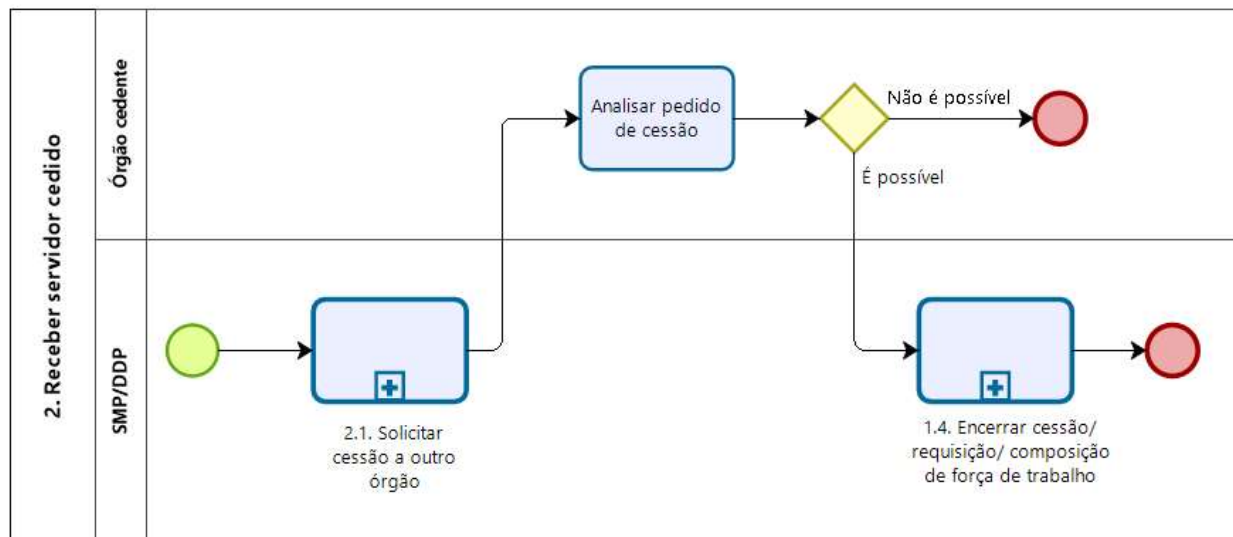 2. Receber servidor cedido
Órgão cedente
Analisar pedido
de cessão
Não é possível
É possível
SMP/DDP
2.1. Solicitar
cessão a outro
órgão
1.4. Encerrar cessão/
requisição/ composição
de força de trabalho